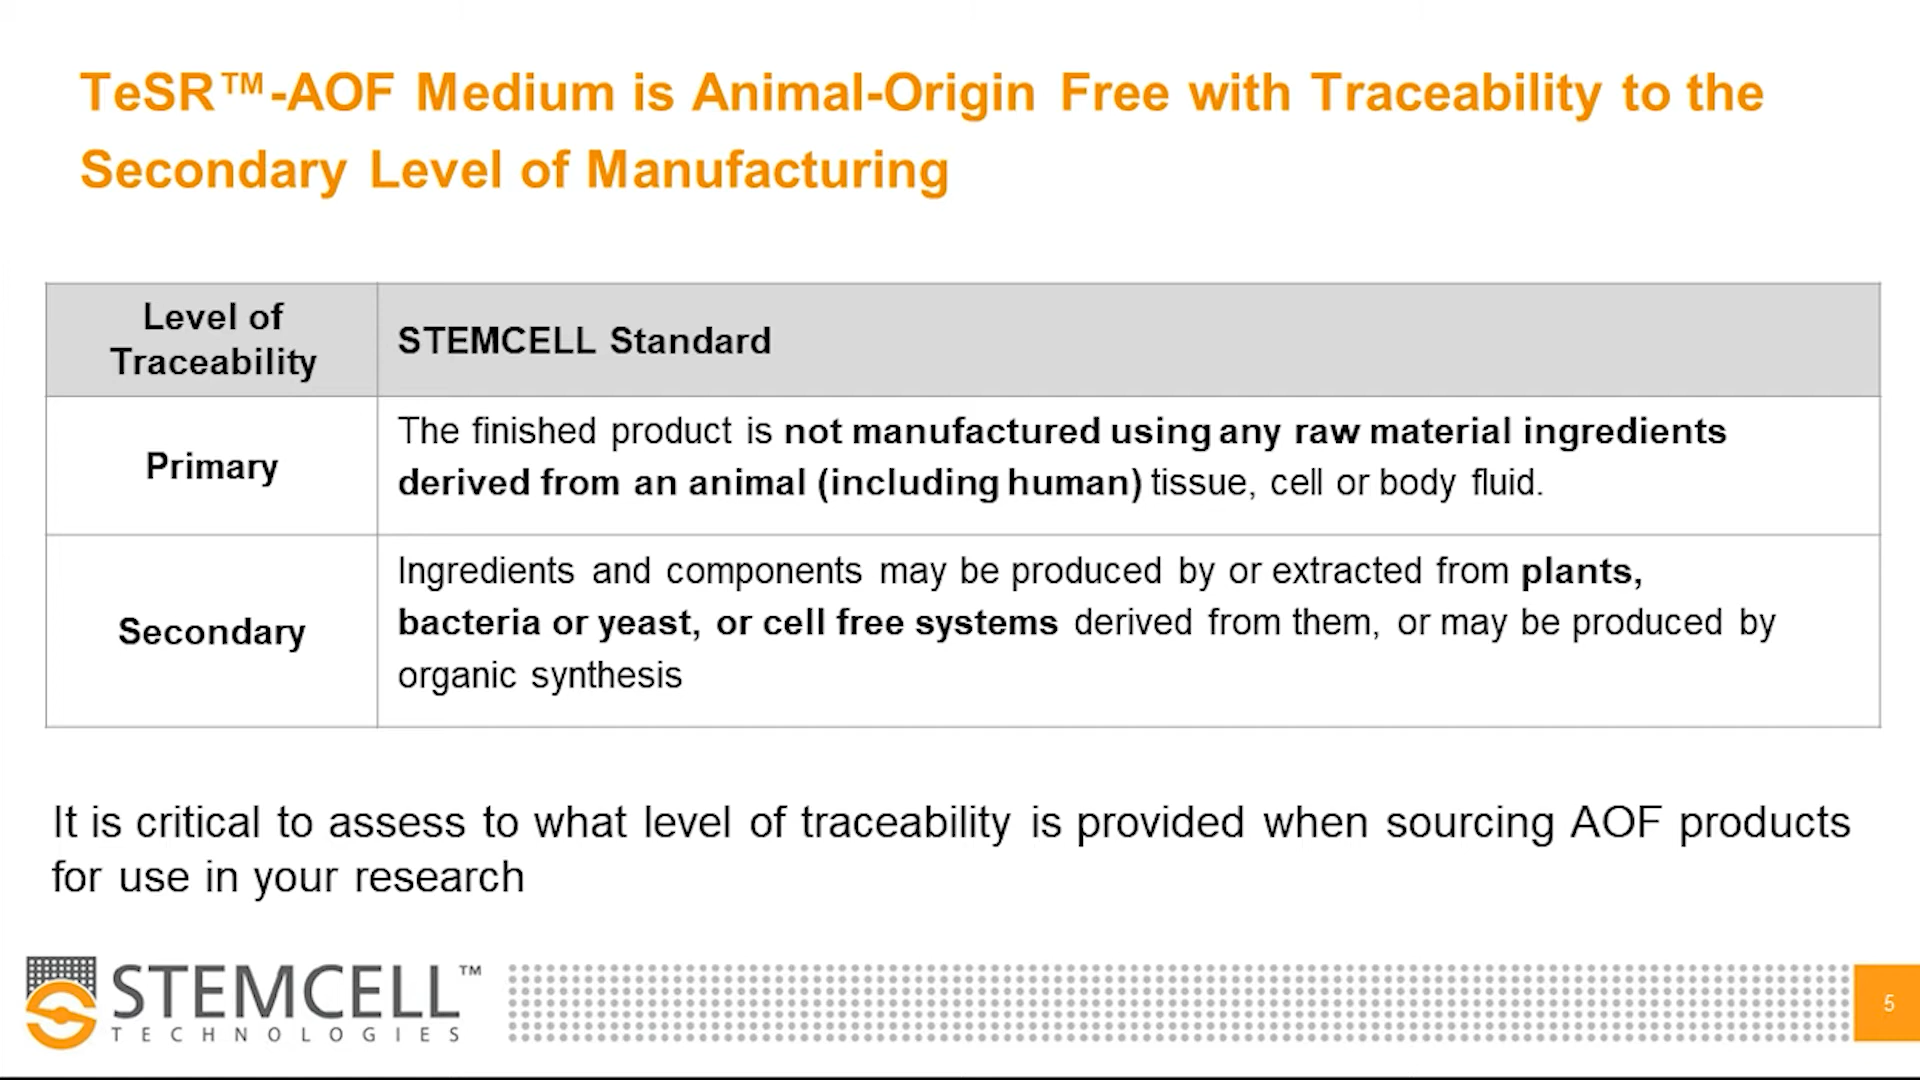 TeSR™-AOF Medium is Animal-Origin Free with Traceability to the
Secondary Level of Manufacturing
Level of
Traceability
STEMCELL Standard
Primary
The finished product is not manufactured using any raw material ingredients
derived from an animal (including human) tissue, cell or body fluid.
Secondary
Ingredients and components may be produced by or extracted from plants,
bacteria or yeast, or cell free systems derived from them, or may be produced by
organic synthesis
It is critical to assess to what level of traceability is provided when sourcing AOF products
for use in your research
STEMCELL™
TECHNOLOGIES
5